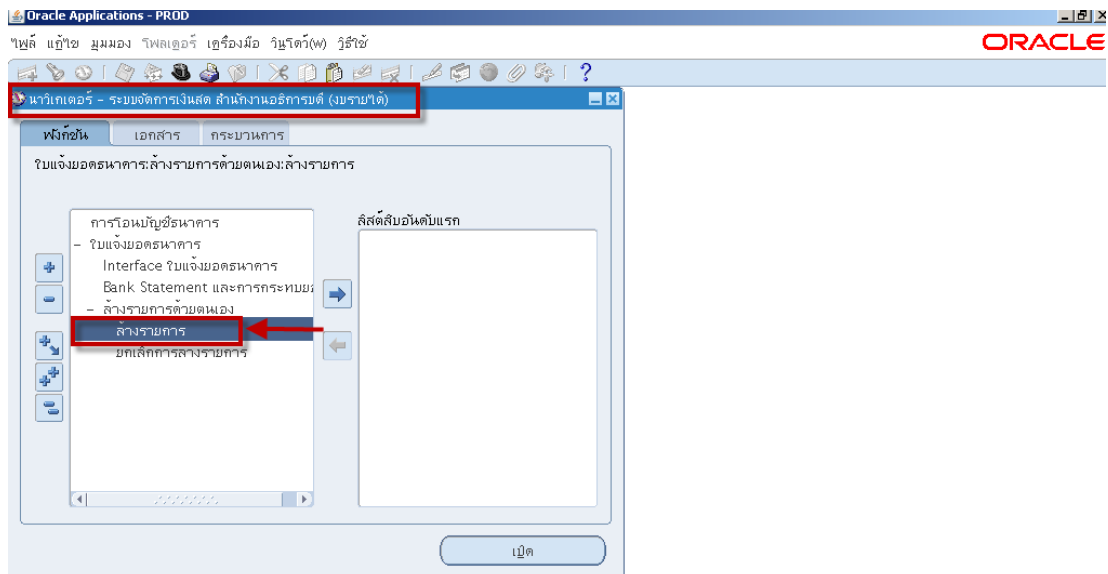 Oracle Applications - PROD
ไฟล์ แก้ไข มุมมอง โฟลเดอร์ เครื่องมือ วินโดว์(w) วิธีใช้
ORACLE
นาวิเกเตอร์ - ระบบจัดการเงินสด สำนักงานอธิการบดี (งบรายได้)
ฟังก์ชัน เอกสาร กระบวนการ
ใบแจ้งยอดธนาคาร:ล้างรายการด้วยตนเอง:ล้างรายการ
การโอนบัญชีธนาคาร
ลิสต์สิบอันดับแรก
- ใบแจ้งยอดธนาคาร
Interface ใบแจ้งยอดธนาคาร
Bank Statement และการกระทบย
- ล้างรายการด้วยตนเอง
ล้างรายการ
ยกเลิกการล้างรายการ
เปิด